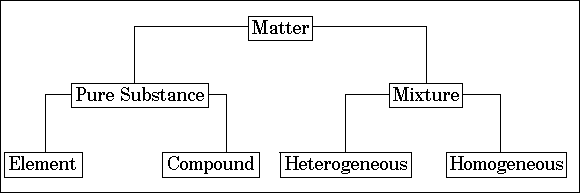 Matter
Pure Substance
Mixture
Element
Compound
Heterogeneous
Homogeneous